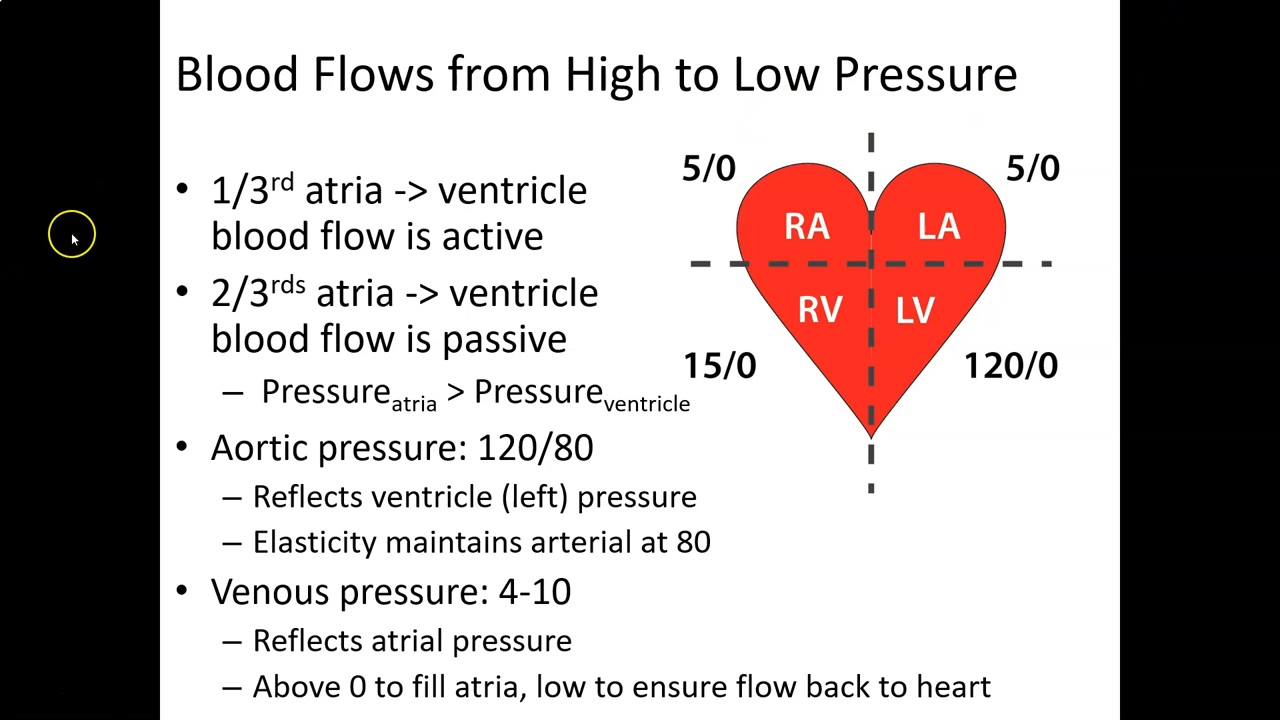 Blood Flows from High to Low Pressure
• 1/3rd atria -> ventricle
blood flow is active
• 2/3rds atria -> ventricle
blood flow is passive
– Pressureatria > Pressureventricle
• Aortic pressure: 120/80
– Reflects ventricle (left) pressure
– Elasticity maintains arterial at 80
• Venous pressure: 4-10
– Reflects atrial pressure
– Above 0 to fill atria, low to ensure flow back to heart
5/0
5/0
RA
LA
RV
LV
15/0
120/0